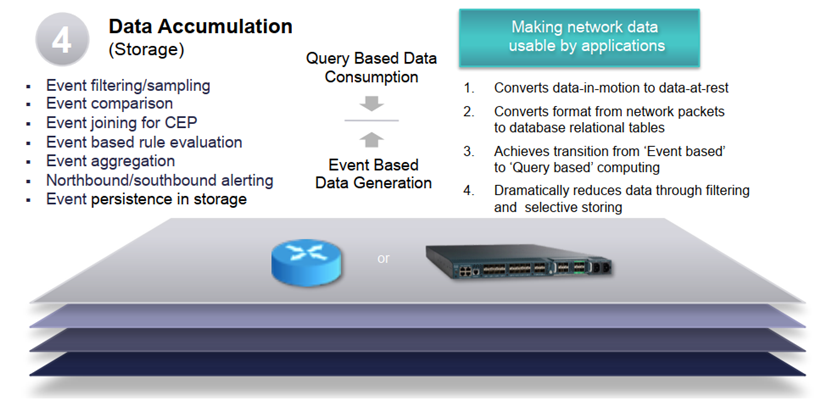 4
Data Accumulation
(Storage)
▪ Event filtering/sampling
▪ Event comparison
▪ Event joining for CEP
▪ Event based rule evaluation
▪ Event aggregation
▪ Northbound/southbound alerting
▪ Event persistence in storage
Query Based Data
Consumption
Event Based
Data Generation
Making network data
usable by applications
1. Converts data-in-motion to data-at-rest
2. Converts format from network packets
to database relational tables
3. Achieves transition from ‘Event based’
to ‘Query based’ computing
4. Dramatically reduces data through filtering
and selective storing
or